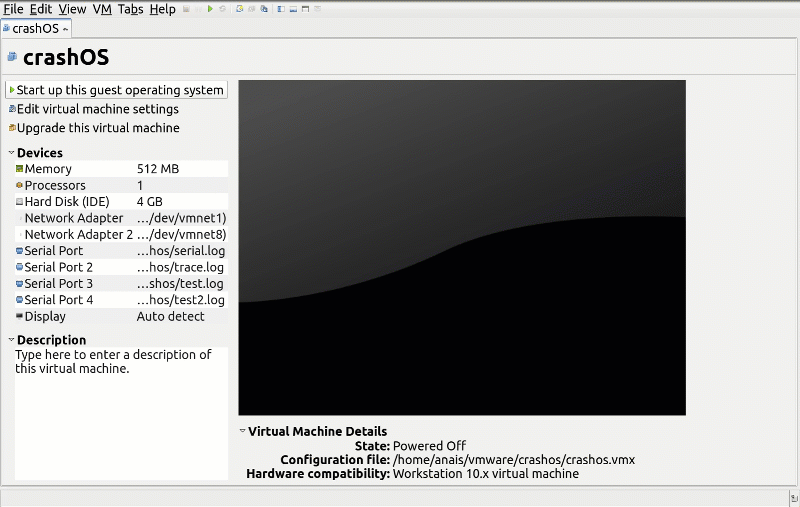 File Edit View VM Tabs Help
crashOS
crashOS
Start up this guest operating system
Edit virtual machine settings
Upgrade this virtual machine
Devices
Memory 512 MB
Processors 1
Hard Disk (IDE) 4 GB
Network Adapter .../dev/vmnet1)
Network Adapter 2 .../dev/vmnet8)
Serial Port ...hos/serial.log
Serial Port 2 ...hos/trace.log
Serial Port 3 ...shos/test.log
Serial Port 4 ...hos/test2.log
Display Auto detect
Description
Type here to enter a description of
this virtual machine.
Virtual Machine Details
State: Powered Off
Configuration file: /home/anais/vmware/crashos/crashos.vmx
Hardware compatibility: Workstation 10.x virtual machine